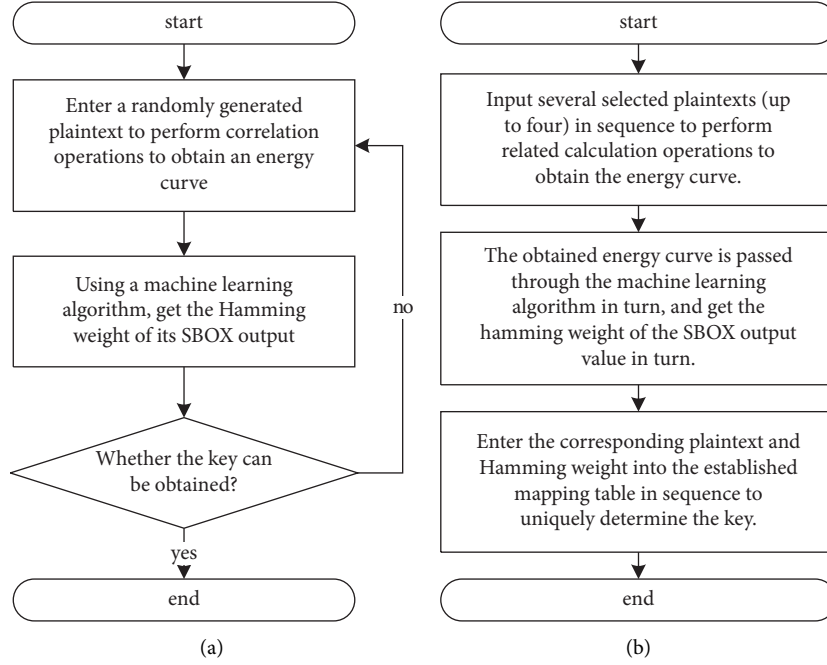 start
Enter a randomly generated
plaintext to perform correlation
operations to obtain an energy
curve
Using a machine learning
algorithm, get the Hamming
weight of its SBOX output
no
Whether the key can
be obtained?
yes
end
(a)
start
Input several selected plaintexts (up
to four) in sequence to perform
related calculation operations to
obtain the energy curve.
The obtained energy curve is passed
through the machine learning
algorithm in turn, and get the
hamming weight of the SBOX output
value in turn.
Enter the corresponding plaintext and
Hamming weight into the established
mapping table in sequence to
uniquely determine the key.
end
(b)